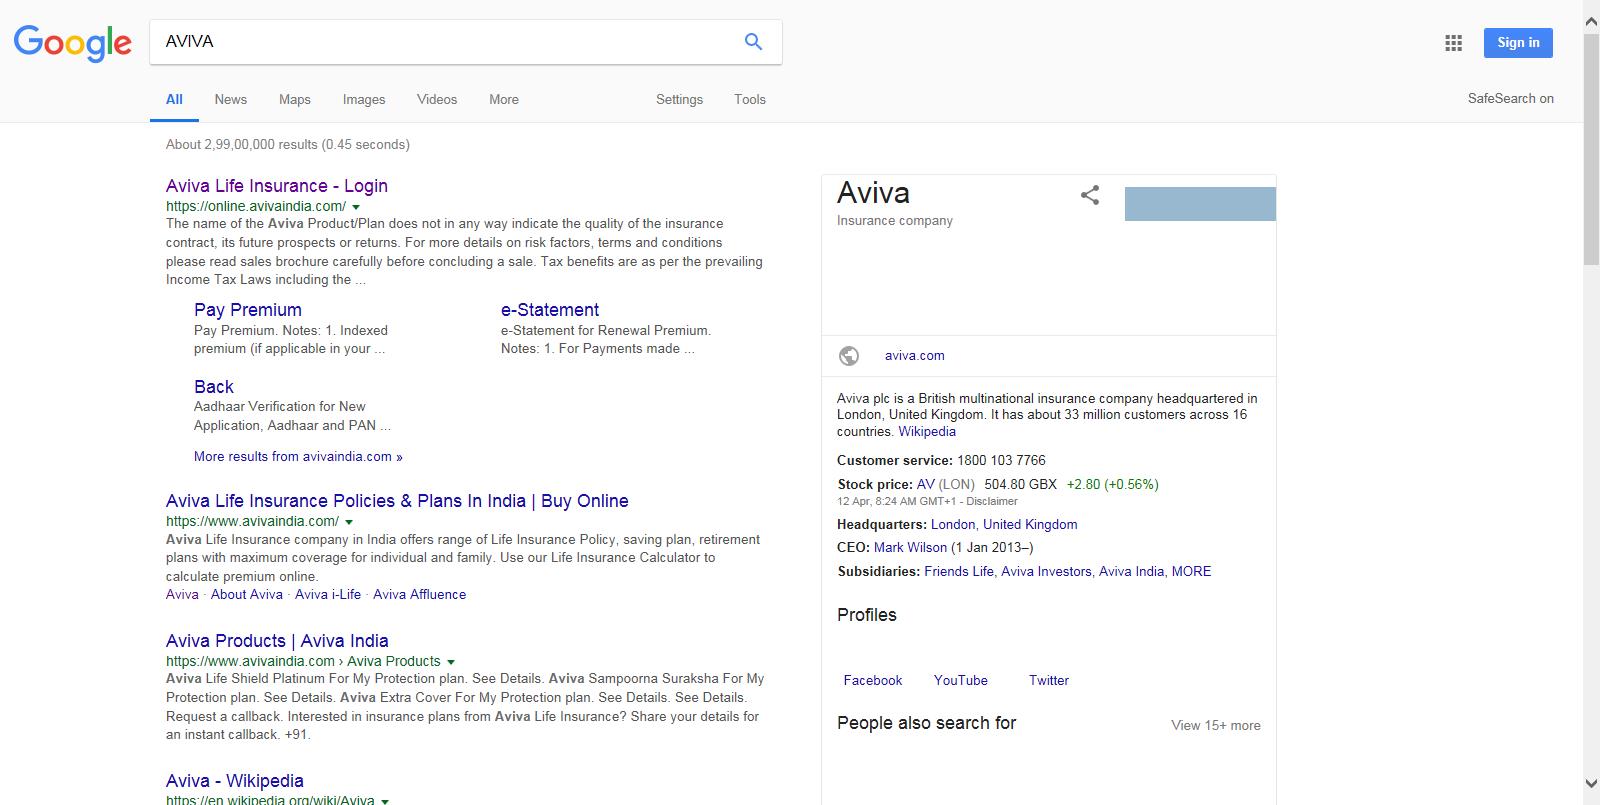 Google
AVIVA
Sign in
All News Maps Images Videos More Settings Tools
SafeSearch on
About 2,99,00,000 results (0.45 seconds)
Aviva Life Insurance - Login
https://online.avivaindia.com/
The name of the Aviva Product/Plan does not in any way indicate the quality of the insurance
contract, its future prospects or returns. For more details on risk factors, terms and conditions
please read sales brochure carefully before concluding a sale. Tax benefits are as per the prevailing
Income Tax Laws including the ...
Pay Premium
Pay Premium. Notes: 1. Indexed
premium (if applicable in your ...
e-Statement
e-Statement for Renewal Premium.
Notes: 1. For Payments made ...
Back
Aadhaar Verification for New
Application, Aadhaar and PAN ...
More results from avivaindia.com »
Aviva Life Insurance Policies & Plans In India | Buy Online
https://www.avivaindia.com/
Aviva Life Insurance company in India offers range of Life Insurance Policy, saving plan, retirement
plans with maximum coverage for individual and family. Use our Life Insurance Calculator to
calculate premium online.
Aviva · About Aviva · Aviva i-Life · Aviva Affluence
Aviva Products | Aviva India
https://www.avivaindia.com › Aviva Products
Aviva Life Shield Platinum For My Protection plan. See Details. Aviva Sampoorna Suraksha For My
Protection plan. See Details. Aviva Extra Cover For My Protection plan. See Details. See Details.
Request a callback. Interested in insurance plans from Aviva Life Insurance? Share your details for
an instant callback. +91.
Aviva - Wikipedia
https://en.wikipedia.org/wiki/Aviva
Aviva
Insurance company
aviva.com
Aviva plc is a British multinational insurance company headquartered in
London, United Kingdom. It has about 33 million customers across 16
countries. Wikipedia
Customer service: 1800 103 7766
Stock price: AV (LON) 504.80 GBX +2.80 (+0.56%)
12 Apr, 8:24 AM GMT+1 - Disclaimer
Headquarters: London, United Kingdom
CEO: Mark Wilson (1 Jan 2013–)
Subsidiaries: Friends Life, Aviva Investors, Aviva India, MORE
Profiles
Facebook YouTube Twitter
People also search for
View 15+ more